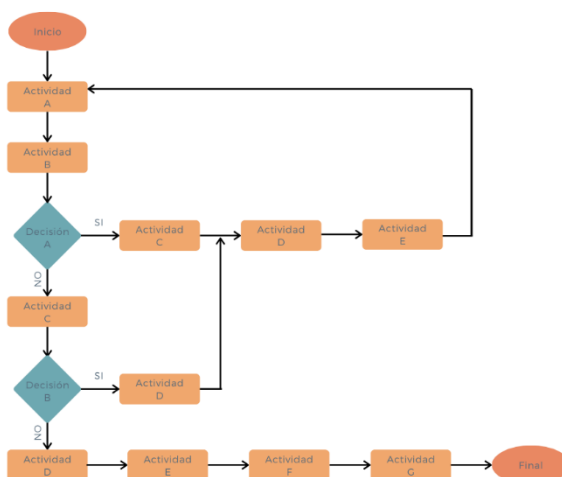 Inicio
Actividad
A
Actividad
B
Decisión
A
SI
Actividad
C
Actividad
D
Actividad
E
NO
Actividad
C
Decisión
B
SI
Actividad
D
NO
Actividad
D
Actividad
E
Actividad
F
Actividad
G
Final